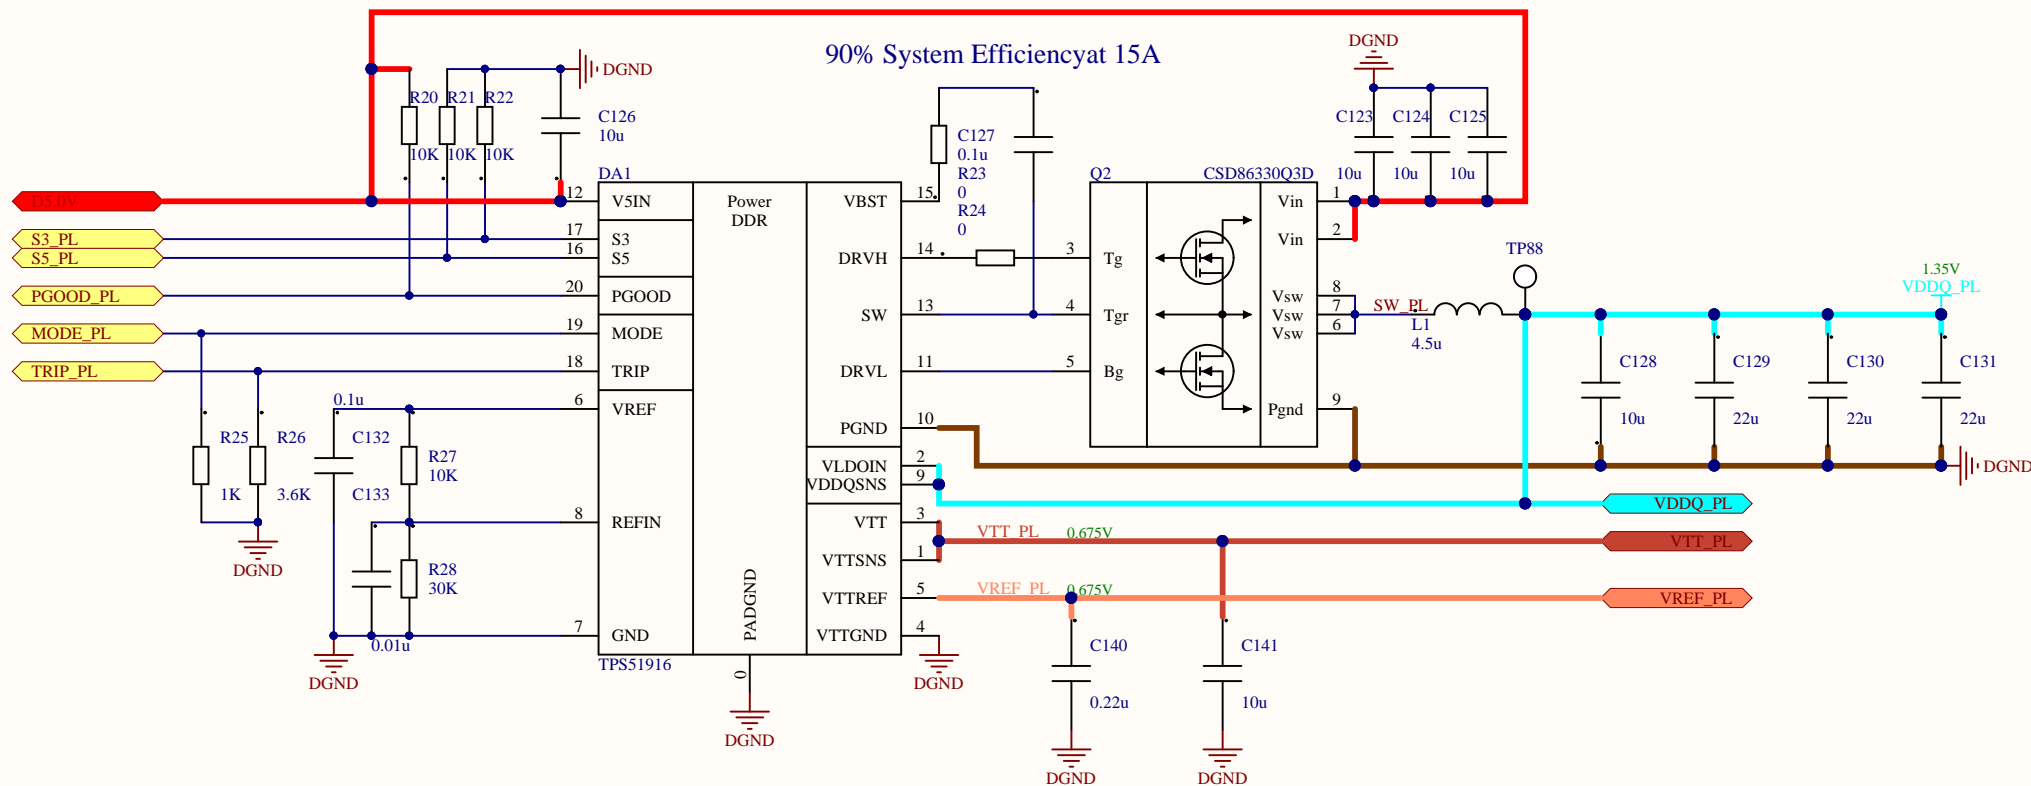 90% System Efficiencyat 15A
DGND
DGND
R20
R21
R22
C126
10u
10K
10K
10K
C127
0.1u
R23
0
R24
0
C123
C124
C125
10u
10u
10u
DA1
Q2
CSD86330Q3D
D5.0V
12
V5IN
Power
DDR
VBST
15
Vin
1
S3_PL
17
S3
Vin
2
S5_PL
16
S5
DRVH
14
3
Tg
TP88
PGOOD_PL
20
PGOOD
Vsw
8
1.35V
VDDQ_PL
SW
13
4
Tgr
Vsw
7
SW_PL
MODE_PL
19
MODE
Vsw
6
L1
4.5u
TRIP_PL
18
TRIP
DRVL
11
5
Bg
C128
C129
C130
C131
0.1u
6
VREF
PGND
10
Pgnd
9
10u
22u
22u
22u
R25
R26
C132
R27
10K
VLDOIN
2
DGND
1K
3.6K
C133
VDDQSNS
9
VDDQ_PL
8
REFIN
VTT
3
VTT_PL
0.675V
VTT_PL
DGND
VTTSNS
1
R28
30K
PADGND
VTTREF
5
VREF_PL
0.675V
VREF_PL
0.01u
7
GND
VTTGND
4
DGND
TPS51916
0
DGND
DGND
C140
0.22u
C141
10u
DGND
DGND